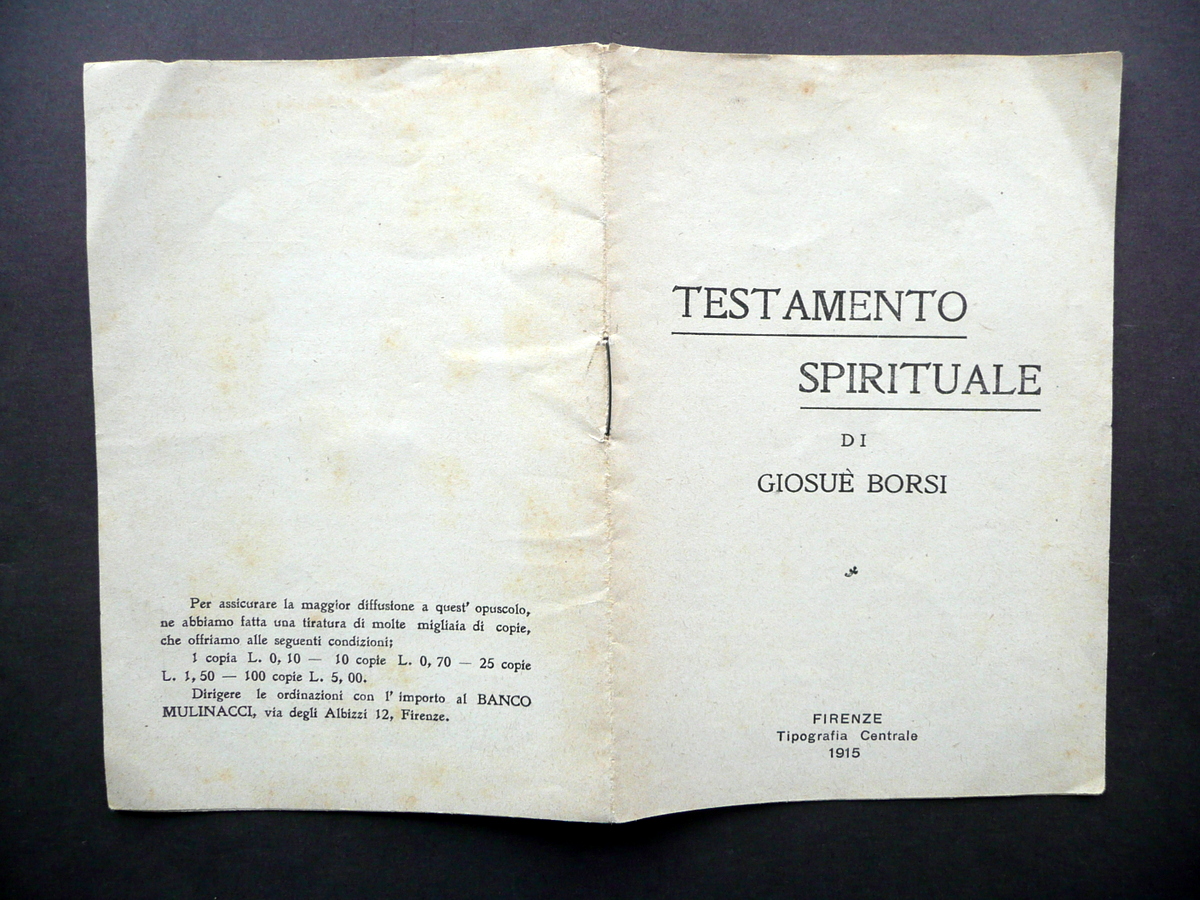 Per assicurare la maggior diffusione a quest' opuscolo,
ne abbiamo fatta una tiratura di molte migliaia di copie,
che offriamo alle seguenti condizioni;
1 copia L. 0, 10 — 10 copie L. 0, 70 — 25 copie
L. 1, 50 — 100 copie L. 5, 00.
Dirigere le ordinazioni con l' importo al BANCO
MULINACCI, via degli Albizzi 12, Firenze.
TESTAMENTO
SPIRITUALE
DI
GIOSUÈ BORSI
FIRENZE
Tipografia Centrale
1915